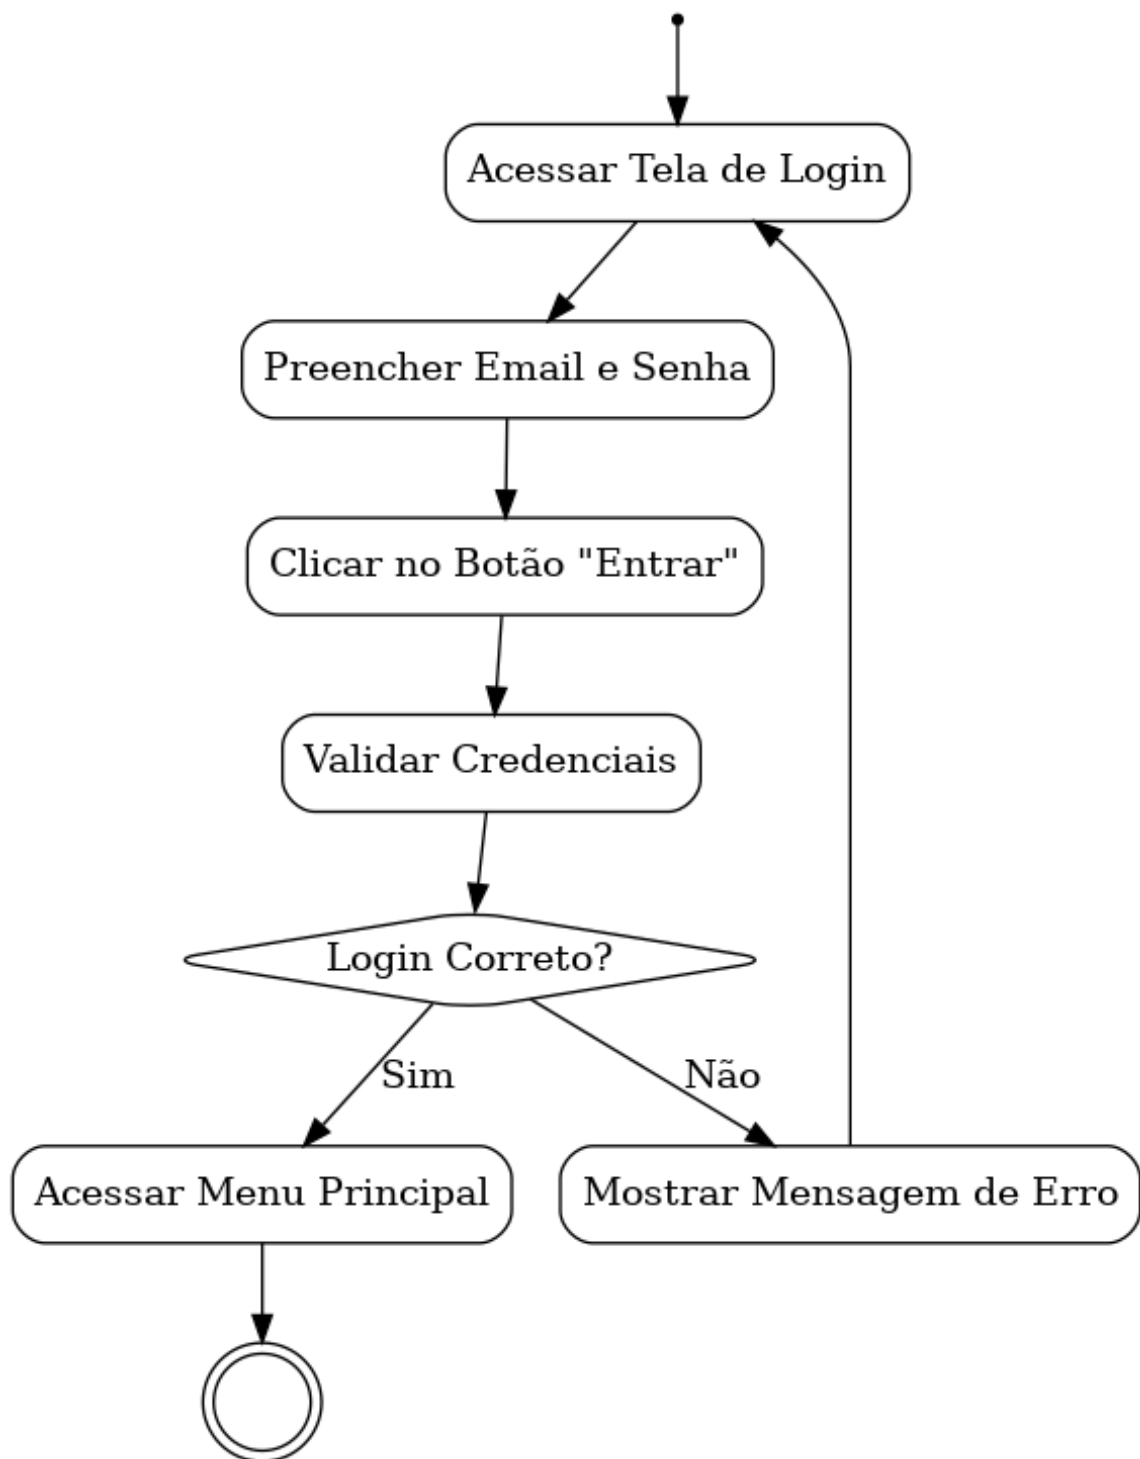 Acessar Tela de Login
Preencher Email e Senha
Clicar no Botão "Entrar"
Validar Credenciais
Login Correto?
Sim
Não
Acessar Menu Principal
Mostrar Mensagem de Erro